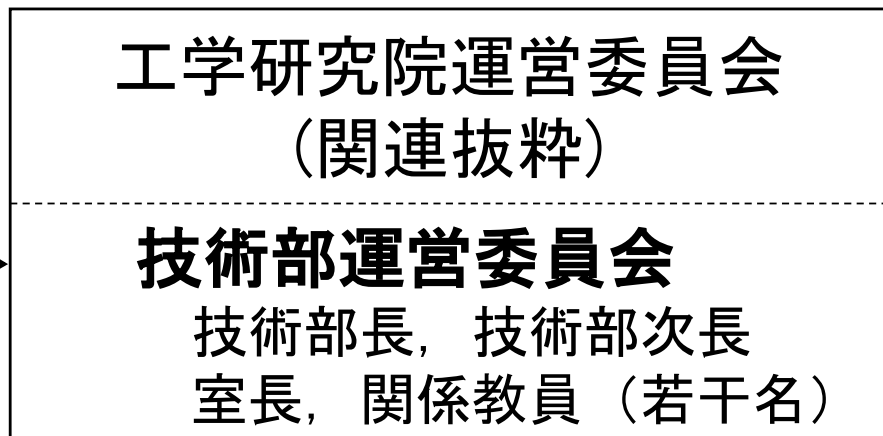 工学研究院運営委員会
(関連抜粋)
技術部運営委員会
技術部長，技術部次長
室長，関係教員（若干名）